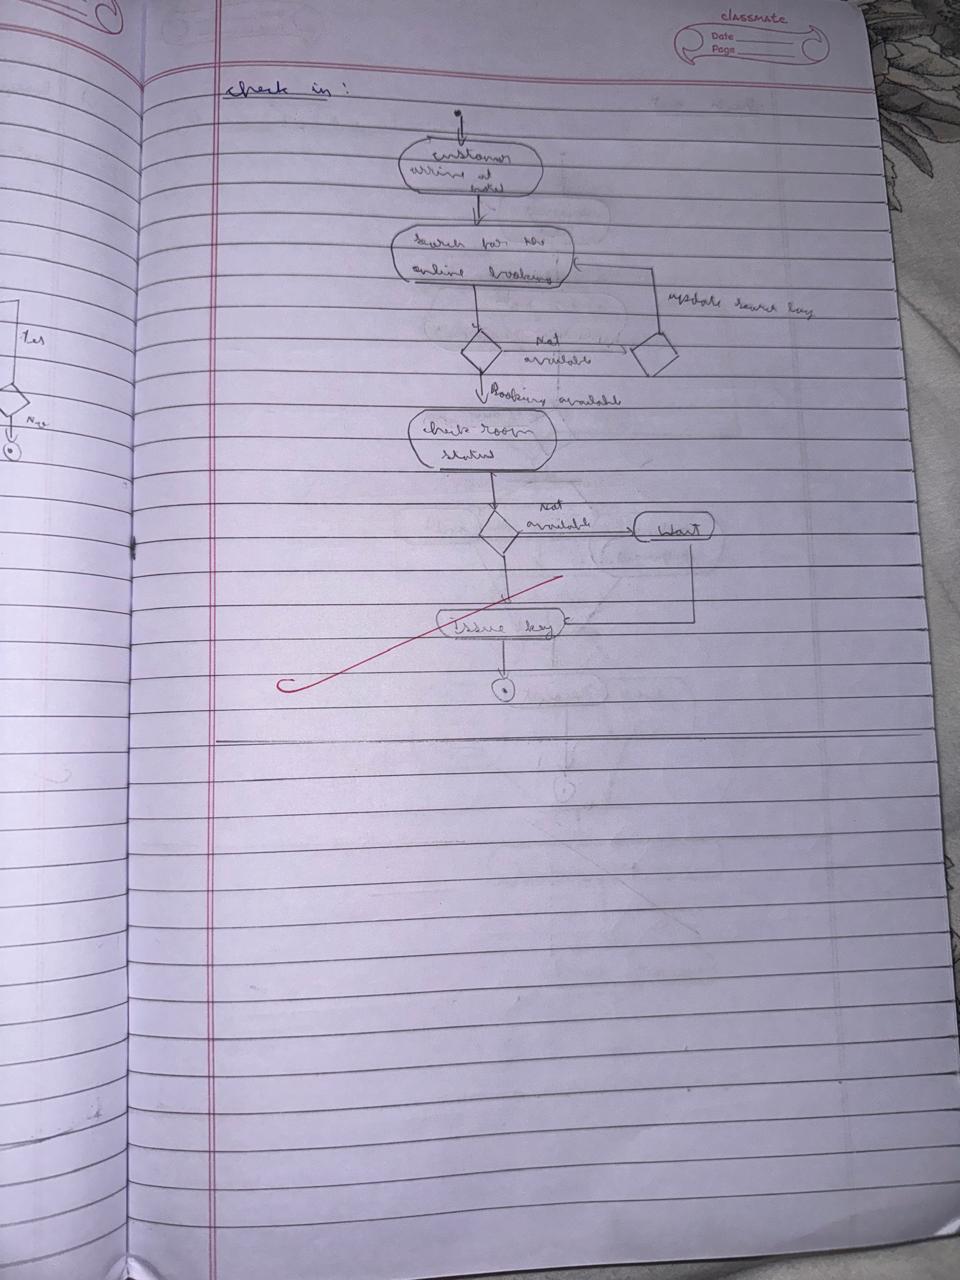 classmate
Date
Page
check in :
customer
arrive at
hotel
search for the
online booking
update search key
Not
available
Booking available
check room
status
Not
available
Wait
Issue key
Yes